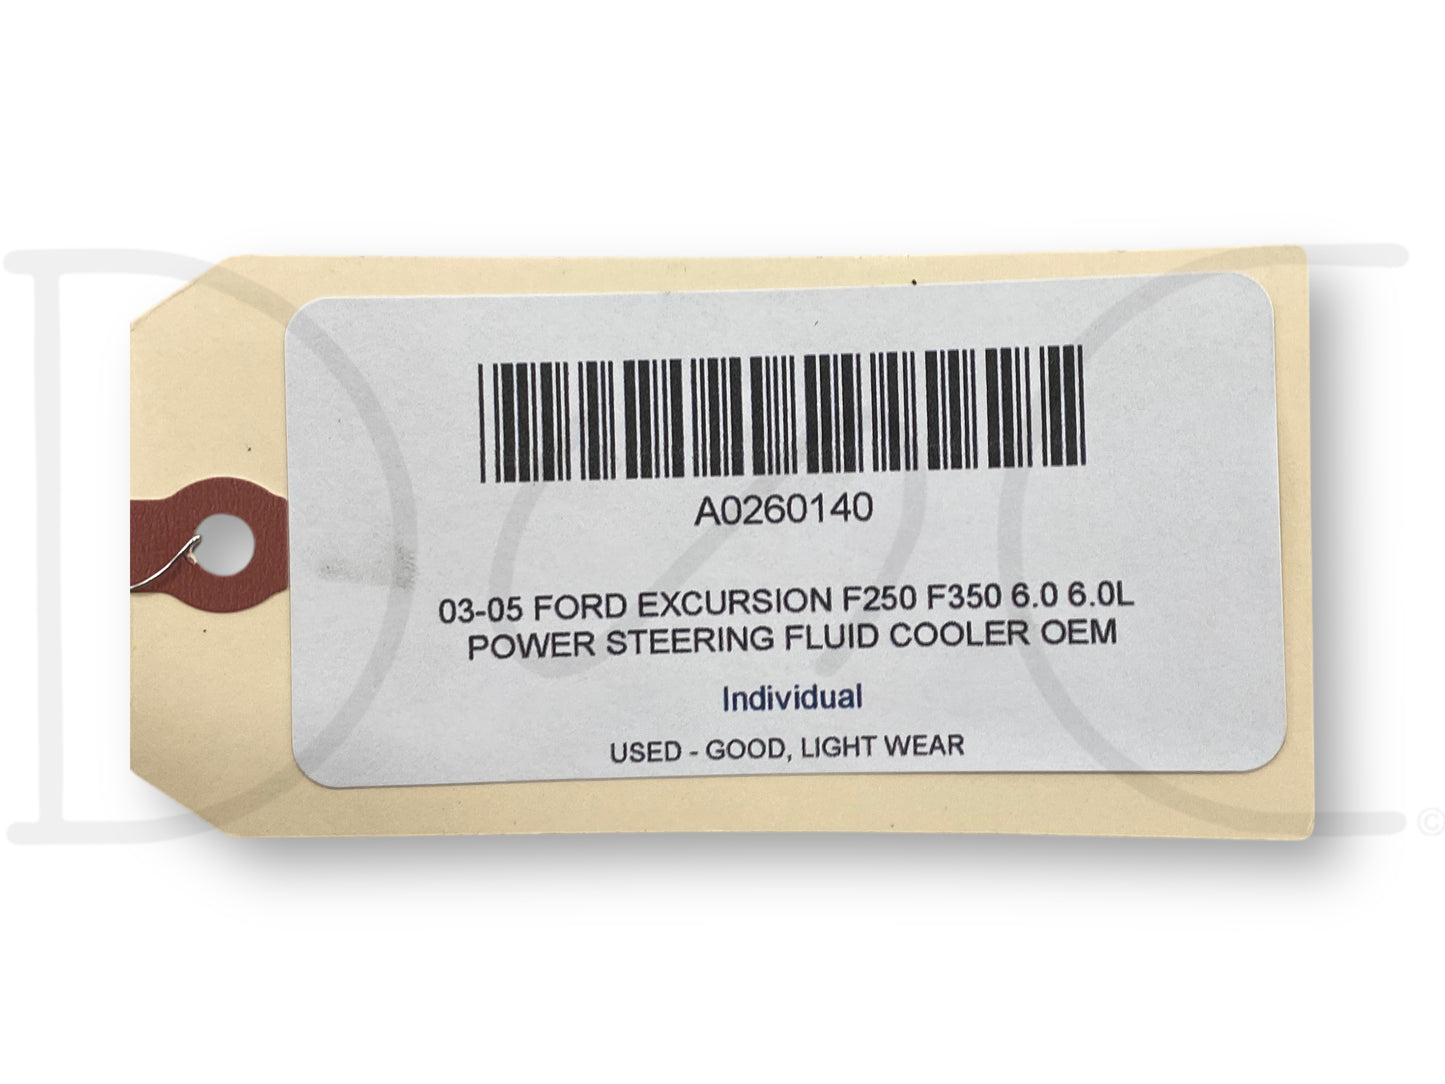 A0260140
03-05 FORD EXCURSION F250 F350 6.0 6.0L
POWER STEERING FLUID COOLER OEM
Individual
USED - GOOD, LIGHT WEAR
D C ©